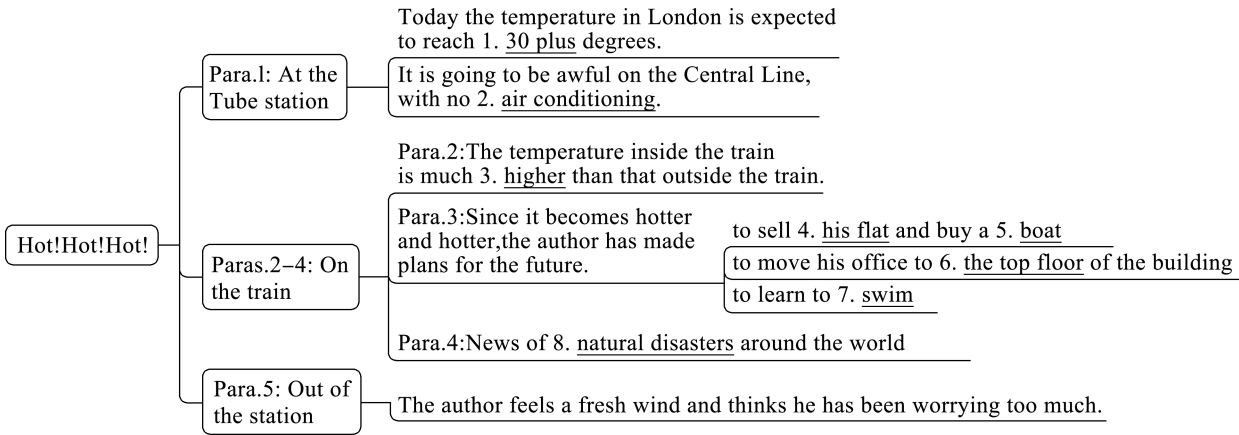 Hot!Hot!Hot!
Para.l: At the
Tube station
Today the temperature in London is expected
to reach 1. 30 plus degrees.
It is going to be awful on the Central Line,
with no 2. air conditioning.
Paras.2–4: On
the train
Para.2:The temperature inside the train
is much 3. higher than that outside the train.
Para.3:Since it becomes hotter
and hotter,the author has made
plans for the future.
to sell 4. his flat and buy a 5. boat
to move his office to 6. the top floor of the building
to learn to 7. swim
Para.4:News of 8. natural disasters around the world
Para.5: Out of
the station
The author feels a fresh wind and thinks he has been worrying too much.